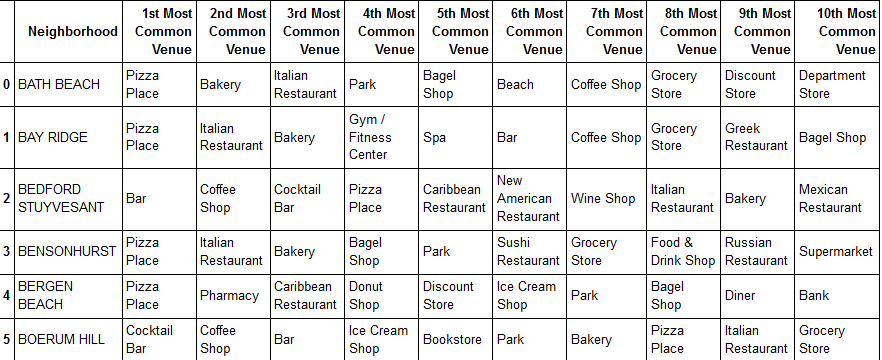 Neighborhood 1st Most Common Venue 2nd Most Common Venue 3rd Most Common Venue 4th Most Common Venue 5th Most Common Venue 6th Most Common Venue 7th Most Common Venue 8th Most Common Venue 9th Most Common Venue 10th Most Common Venue
0 BATH BEACH Pizza Place Bakery Italian Restaurant Park Bagel Shop Beach Coffee Shop Grocery Store Discount Store Department Store
1 BAY RIDGE Pizza Place Italian Restaurant Bakery Gym / Fitness Center Spa Bar Coffee Shop Grocery Store Greek Restaurant Bagel Shop
2 BEDFORD STUYVESANT Bar Coffee Shop Cocktail Bar Pizza Place Caribbean Restaurant New American Restaurant Wine Shop Italian Restaurant Bakery Mexican Restaurant
3 BENSONHURST Pizza Place Italian Restaurant Bakery Bagel Shop Park Sushi Restaurant Grocery Store Food & Drink Shop Russian Restaurant Supermarket
4 BERGEN BEACH Pizza Place Pharmacy Caribbean Restaurant Donut Shop Discount Store Ice Cream Shop Park Bagel Shop Diner Bank
5 BOERUM HILL Cocktail Bar Coffee Shop Bar Ice Cream Shop Bookstore Park Bakery Pizza Place Italian Restaurant Grocery Store